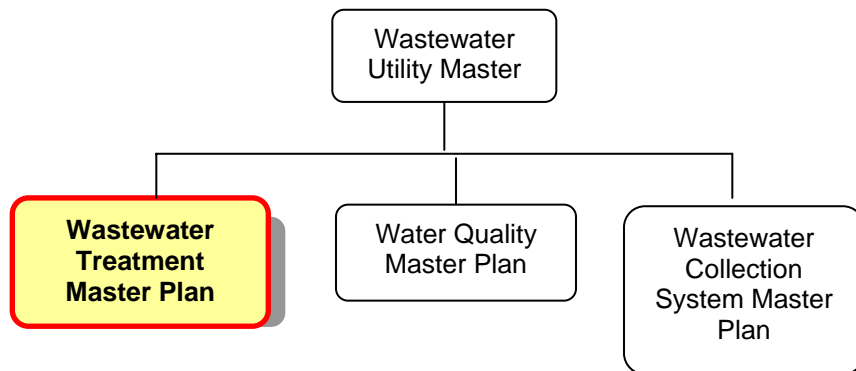 Wastewater
Utility Master
Wastewater
Treatment
Master Plan
Water Quality
Master Plan
Wastewater
Collection
System Master
Plan